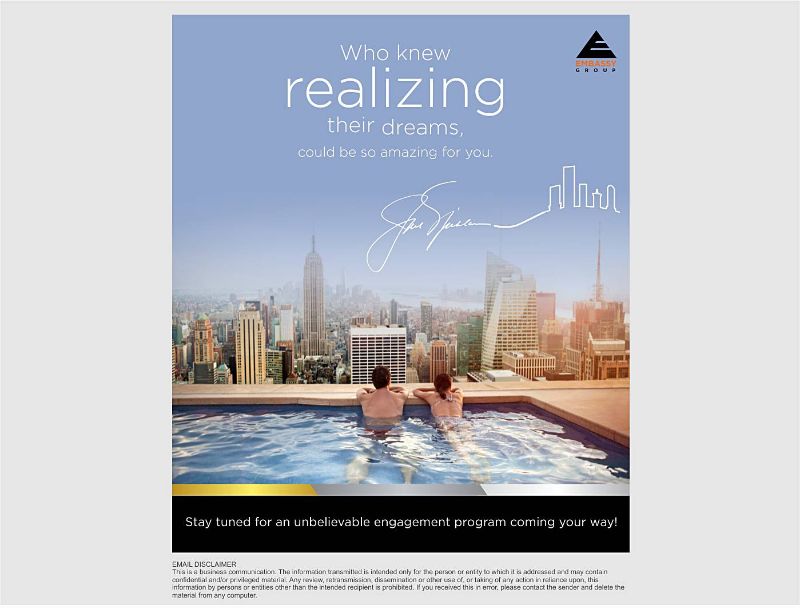 Who knew
realizing
their dreams,
could be so amazing for you.
EMBASSY
GROUP
Stay tuned for an unbelievable engagement program coming your way!
EMAIL DISCLAIMER
This is a business communication. The information transmitted is intended only for the person or entity to which it is addressed and may contain
confidential and/or privileged material. Any review, retransmission, dissemination or other use of, or taking of any action in reliance upon, this
information by persons or entities other than the intended recipient is prohibited. If you received this in error, please contact the sender and delete the
material from any computer.